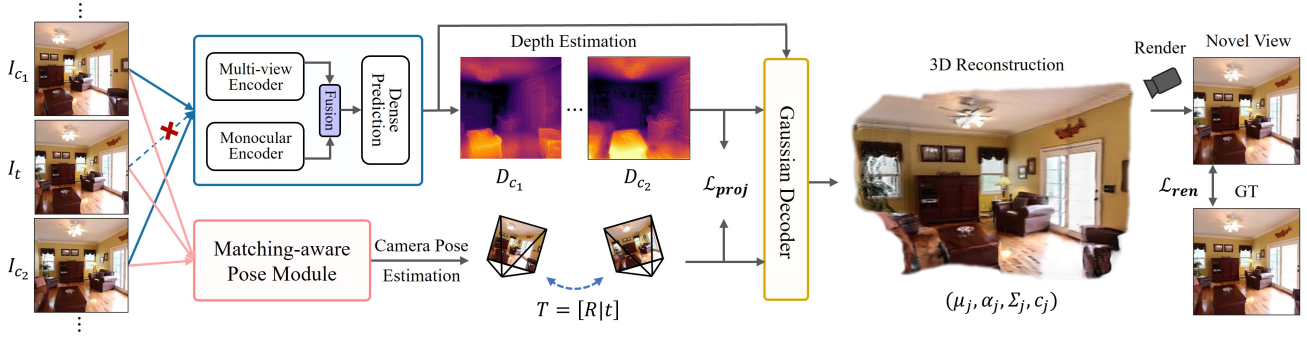 ⋮
I_{c_1}
I_t
I_{c_2}
⋮
Multi-view
Encoder
Monocular
Encoder
Fusion
Dense
Prediction
Matching-aware
Pose Module
Camera Pose
Estimation
Depth Estimation
...
D_{c_1}
D_{c_2}
T = [R|t]
ℒ_{proj}
Gaussian Decoder
3D Reconstruction
(μ_j, α_j, Σ_j, c_j)
Render
Novel View
ℒ_{ren}
GT